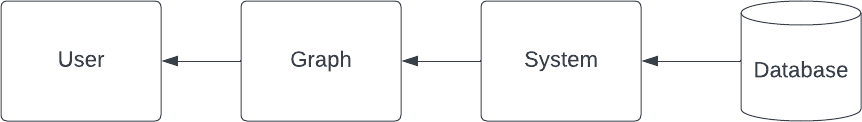 User
Graph
System
Database